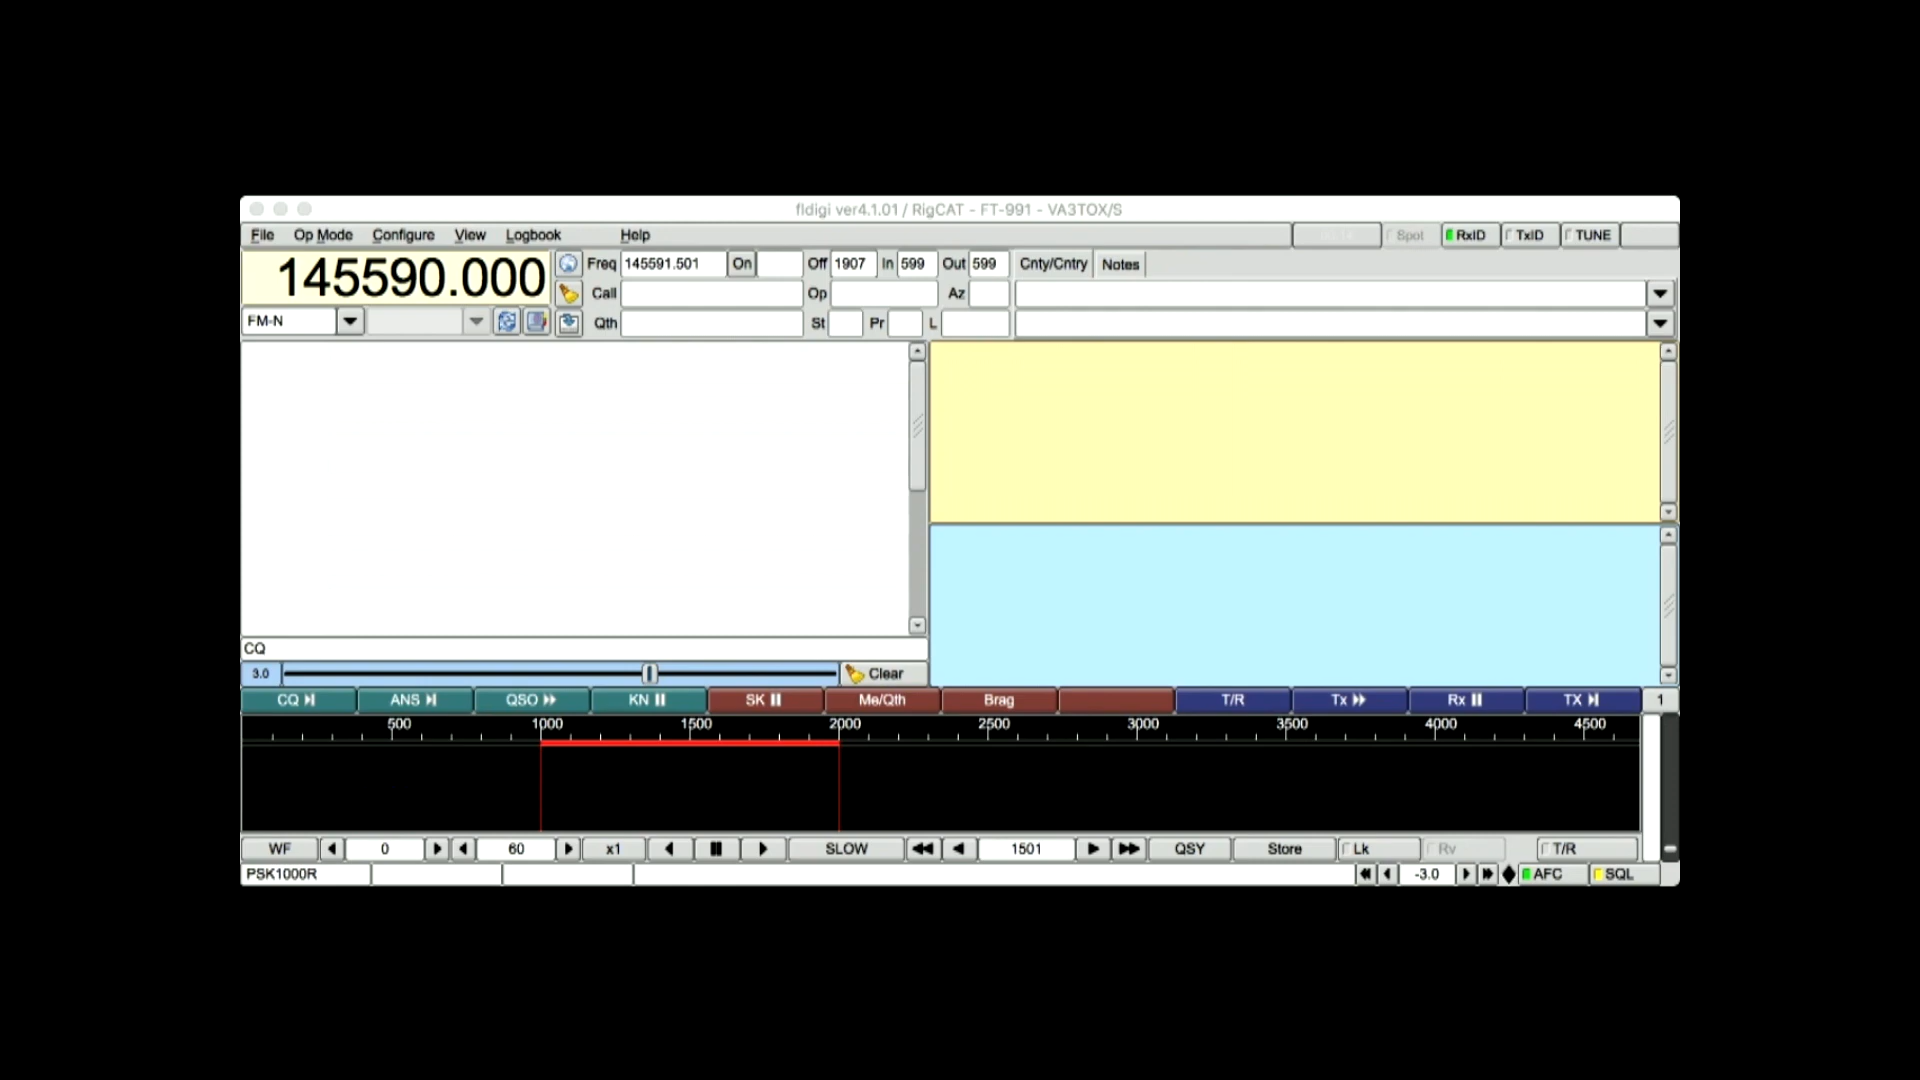 fldigi ver4.1.01 / RigCAT - FT-991 - VA3TOX/S
File Op Mode Configure View Logbook Help Spot RxID TxID TUNE
145590.000
Freq 145591.501 On Off 1907 In 599 Out 599 Cnty/Cntry Notes
Call Op Az
FM-N Qth St Pr L
CQ
3.0 Clear
CQ ANS QSO KN SK Me/Qth Brag T/R Tx Rx TX 1
500 1000 1500 2000 2500 3000 3500 4000 4500
WF 0 60 x1 SLOW 1501 QSY Store Lk Rv T/R
PSK1000R -3.0 AFC SQL